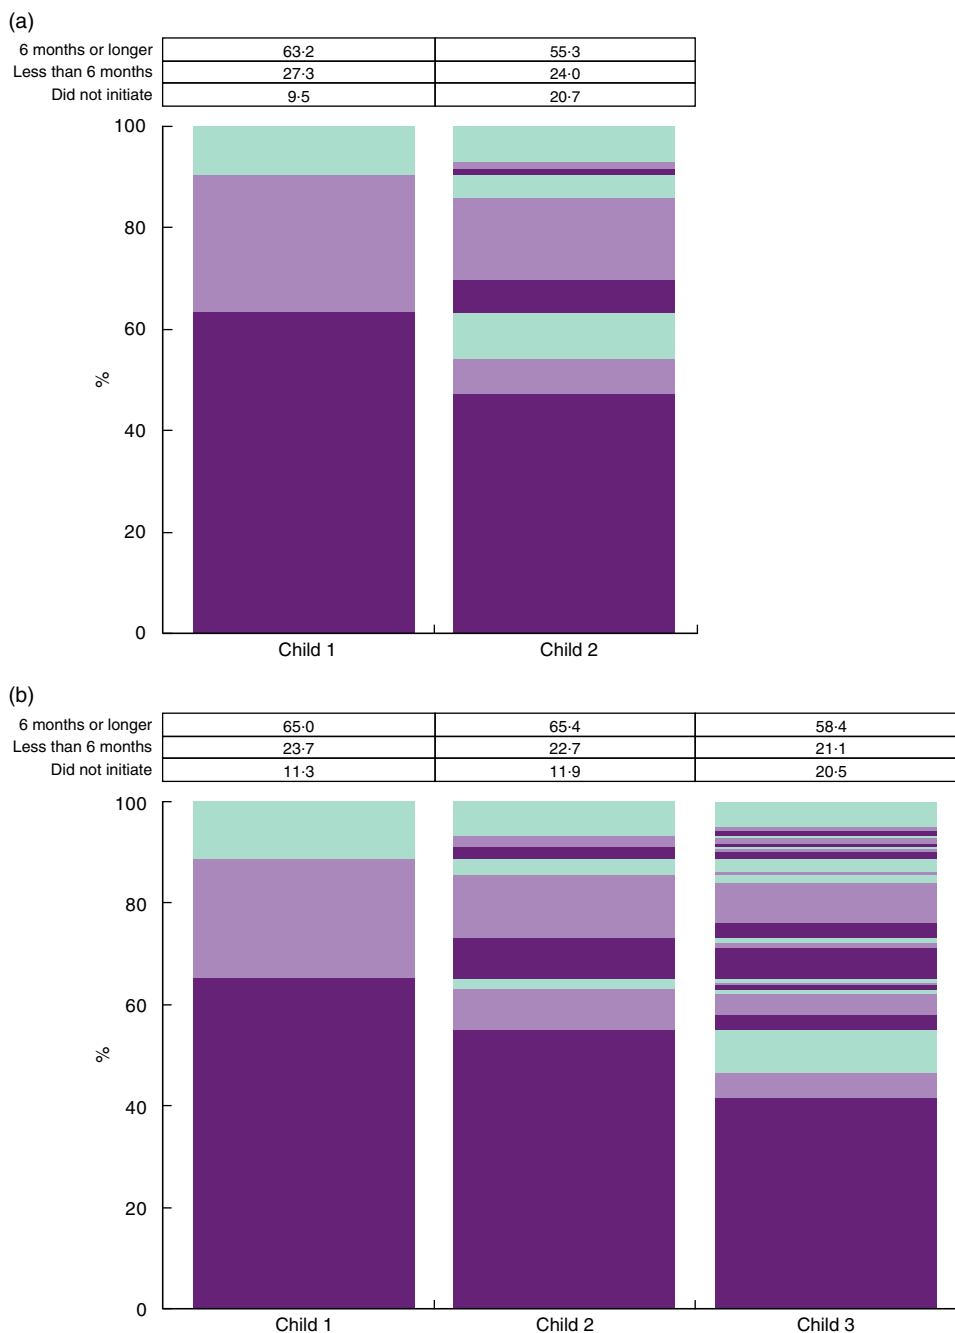 (a)
6 months or longer 63·2 55·3
Less than 6 months 27·3 24·0
Did not initiate 9·5 20·7
100
80
60
%
40
20
0
Child 1 Child 2
(b)
6 months or longer 65·0 65·4 58·4
Less than 6 months 23·7 22·7 21·1
Did not initiate 11·3 11·9 20·5
100
80
60
%
40
20
0
Child 1 Child 2 Child 3